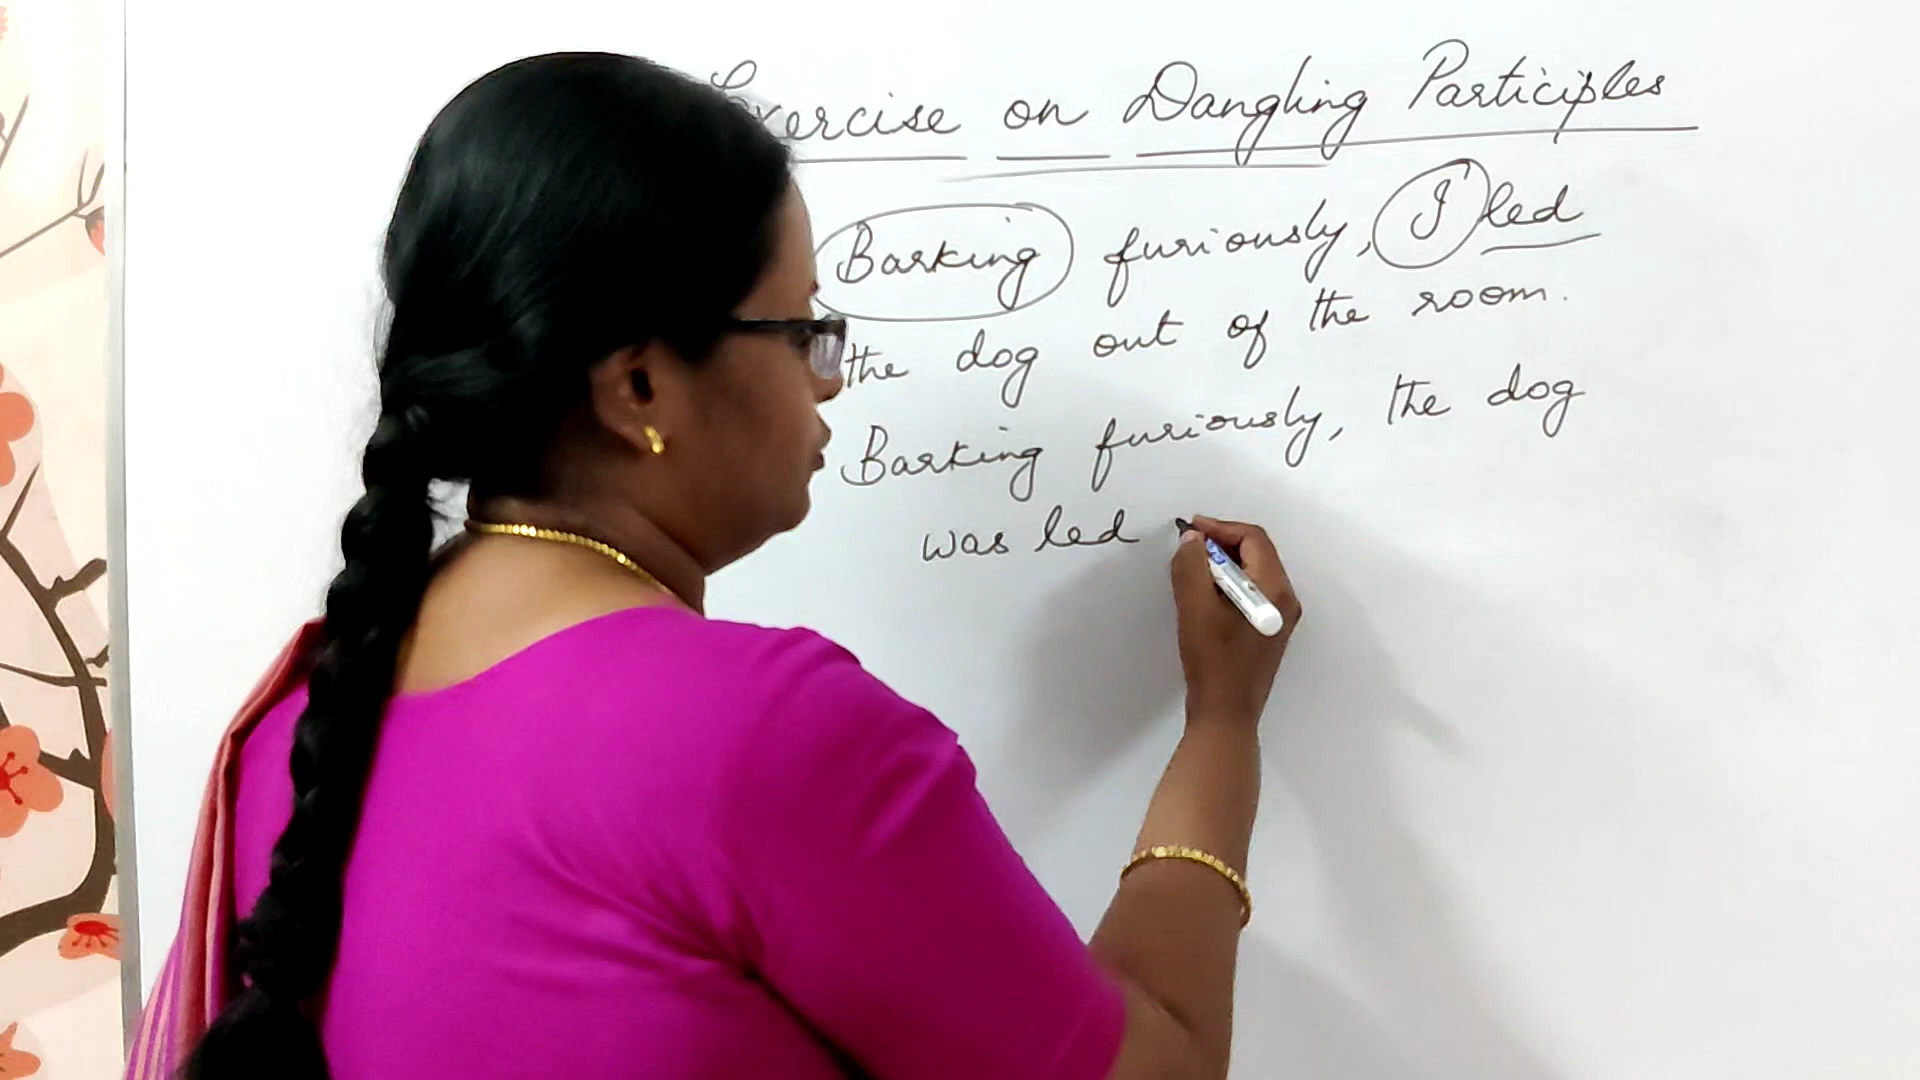 Exercise on Dangling Participles
Barking furiously, I led
the dog out of the room.
Barking furiously, the dog
was led